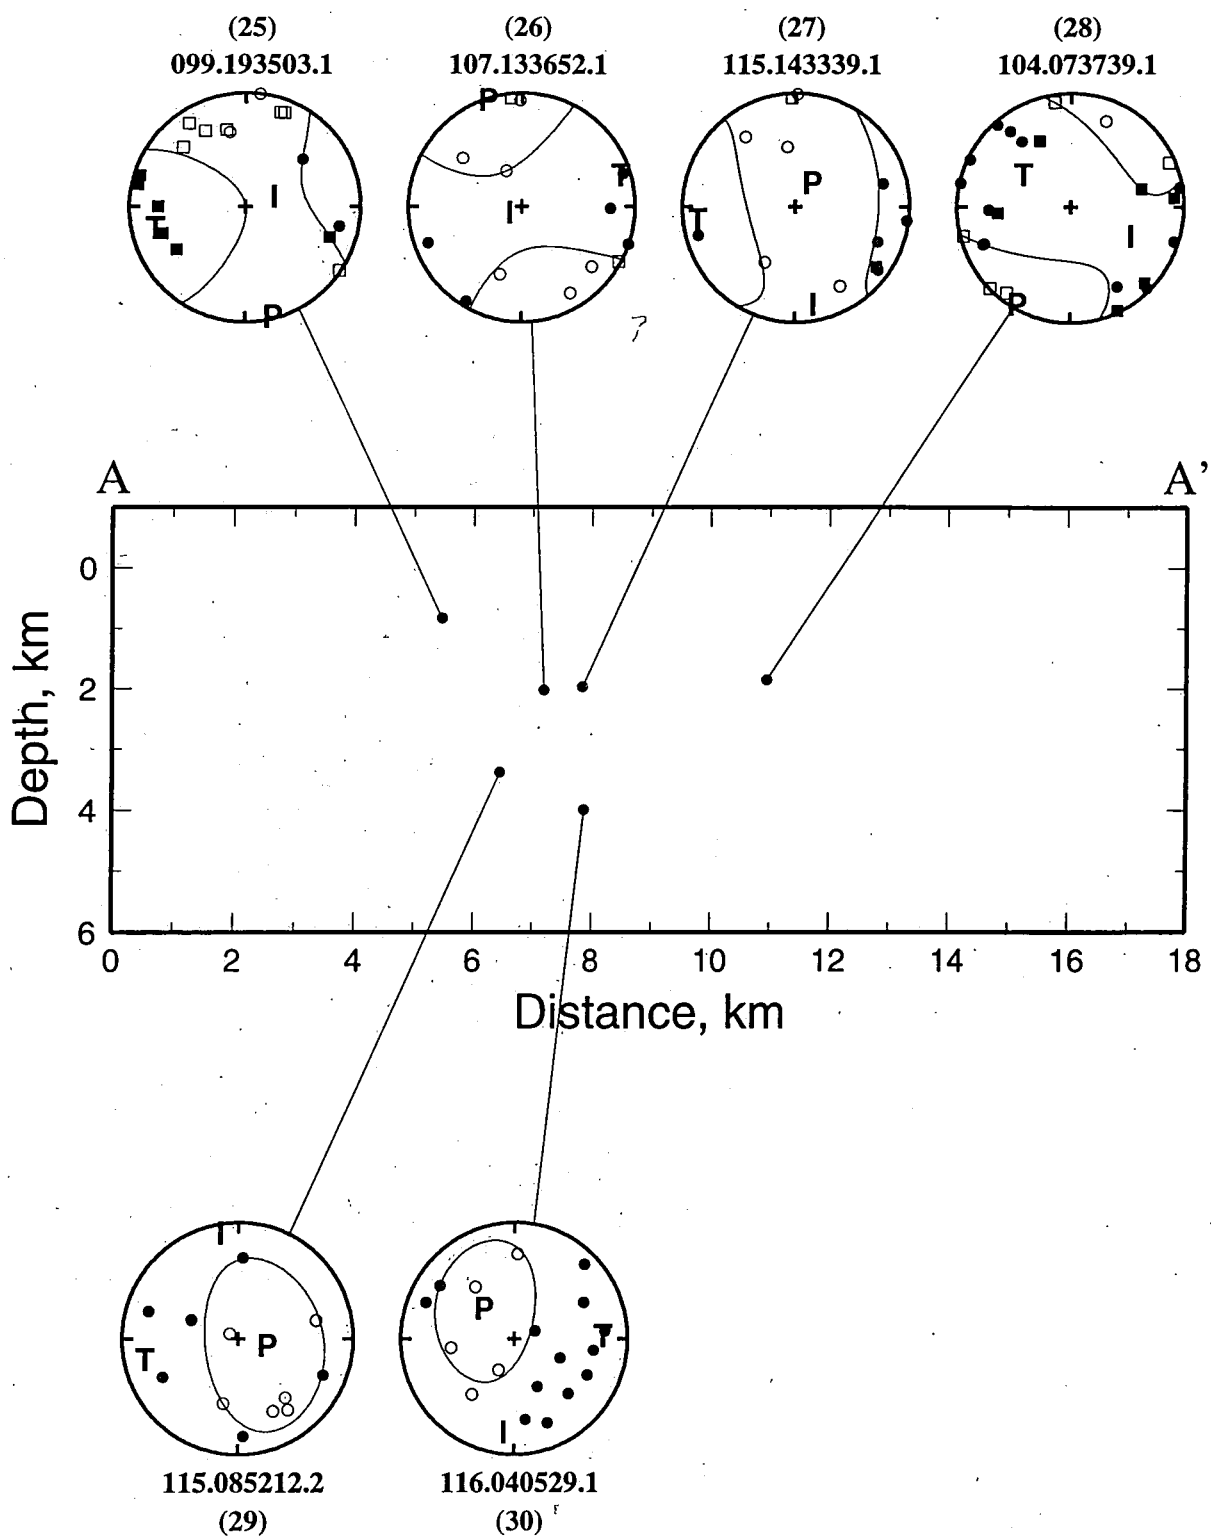 (25) (26) (27) (28)
099.193503.1 107.133652.1 115.143339.1 104.073739.1
I T P
P I T
P T I
T I P
?
A A’
0
2
4
6
Depth, km
0 2 4 6 8 10 12 14 16 18
Distance, km
I P T
P T I
115.085212.2 116.040529.1
(29) (30)